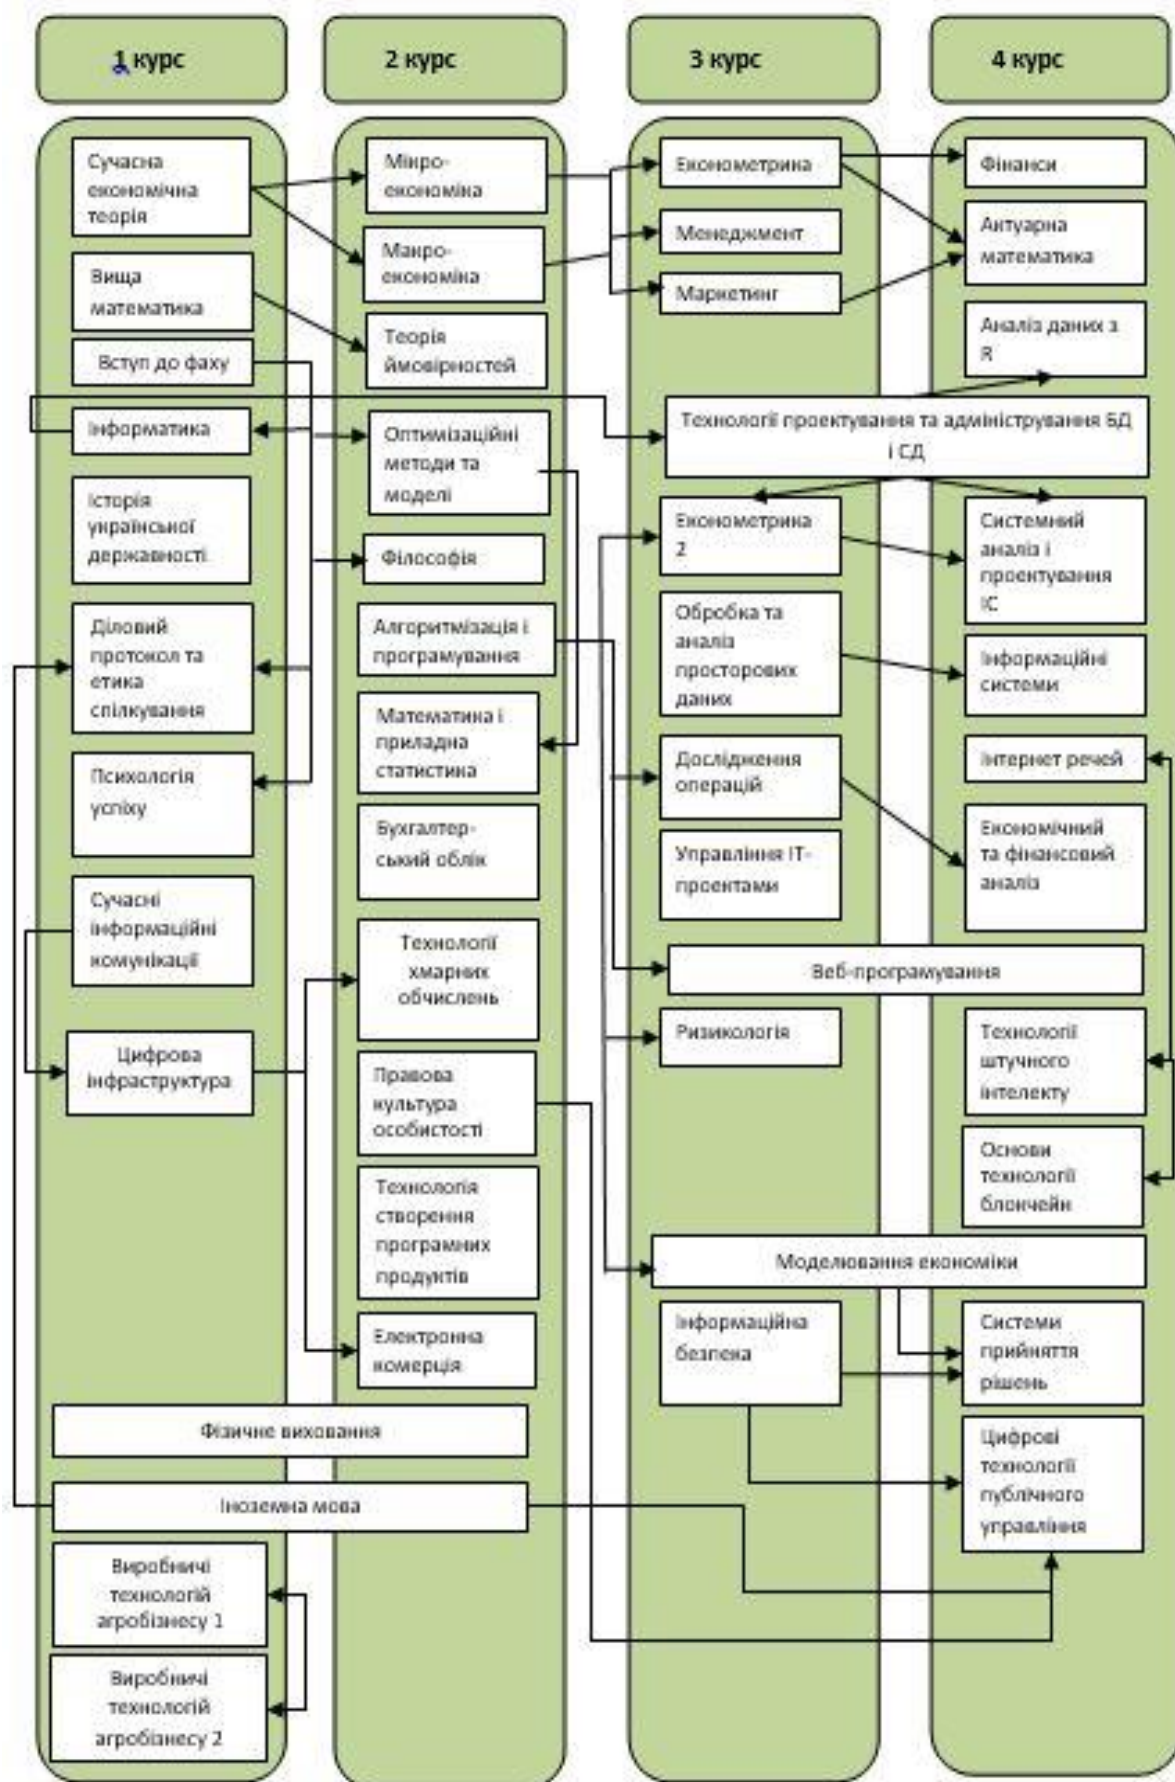 1 курс
2 курс
3 курс
4 курс
Сучасна
економічна
теорія
Вища
математика
Вступ до фаху
Інформатика
Історія
української
державності
Діловий
протокол та
етика
спілкування
Психологія
успіху
Сучасні
інформаційні
комунікації
Цифрова
інфраструктура
Фізичне виховання
Іноземна мова
Виробничі
технологій
агробізнесу 1
Виробничі
технологій
агробізнесу 2
Мікро-
економіка
Макро-
економіка
Теорія
ймовірностей
Оптимізаційні
методи та
моделі
Філософія
Алгоритмізація і
програмування
Математика і
приладна
статистика
Бухгалтер-
ський облік
Технології
хмарних
обчислень
Правова
культура
особистості
Технологія
створення
програмних
продуктів
Електронна
комерція
Економетрика
Менеджмент
Маркетинг
Технології проектування та адміністрування БД
і СД
Економетрика
2
Обробка та
аналіз
просторових
даних
Дослідження
операцій
Управління ІТ-
проектами
Веб-програмування
Ризикологія
Моделювання економіки
Інформаційна
безпека
Фінанси
Актуарна
математика
Аналіз даних з
R
Системний
аналіз і
проектування
ІС
Інформаційні
системи
Інтернет речей
Економічний
та фінансовий
аналіз
Технології
штучного
інтелекту
Основи
технології
блокчейн
Системи
прийняття
рішень
Цифрові
технології
публічного
управління